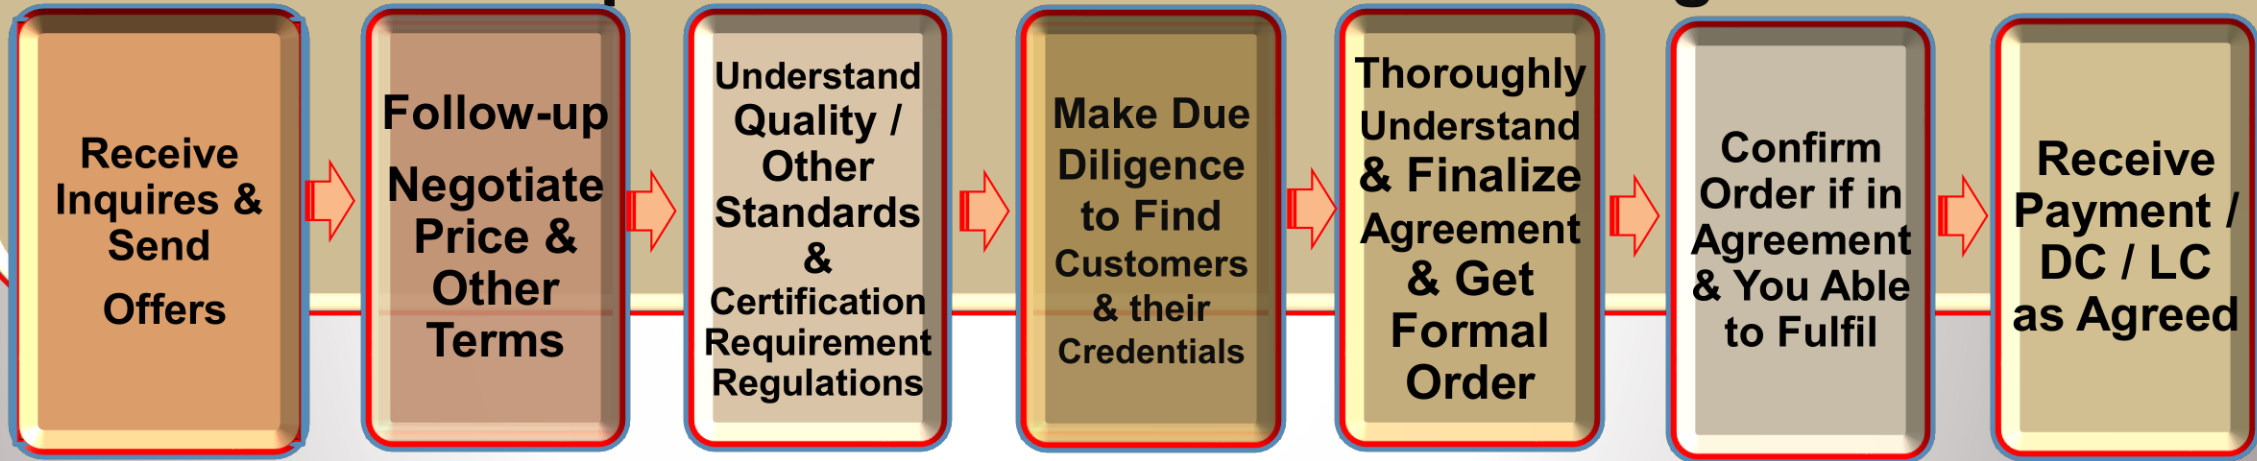 Receive
Inquires &
Send
Offers
Follow-up
Negotiate
Price &
Other
Terms
Understand
Quality /
Other
Standards
&
Certification
Requirement
Regulations
Make Due
Diligence
to Find
Customers
& their
Credentials
Thoroughly
Understand
& Finalize
Agreement
& Get
Formal
Order
Confirm
Order if in
Agreement
& You Able
to Fulfil
Receive
Payment /
DC / LC
as Agreed